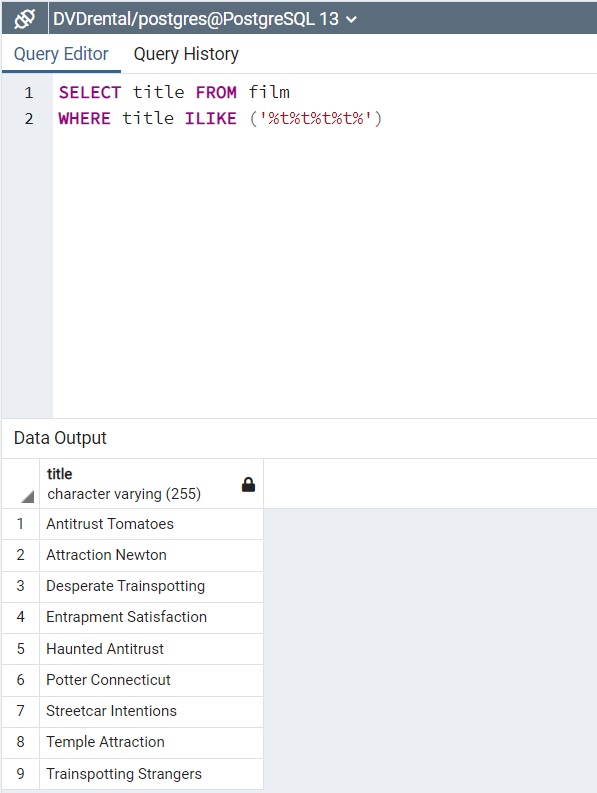 DVDrental/postgres@PostgreSQL 13
Query Editor Query History
1 SELECT title FROM film
2 WHERE title ILIKE ('%t%t%t%t%')
Data Output
title
character varying (255)
1 Antitrust Tomatoes
2 Attraction Newton
3 Desperate Trainspotting
4 Entrapment Satisfaction
5 Haunted Antitrust
6 Potter Connecticut
7 Streetcar Intentions
8 Temple Attraction
9 Trainspotting Strangers